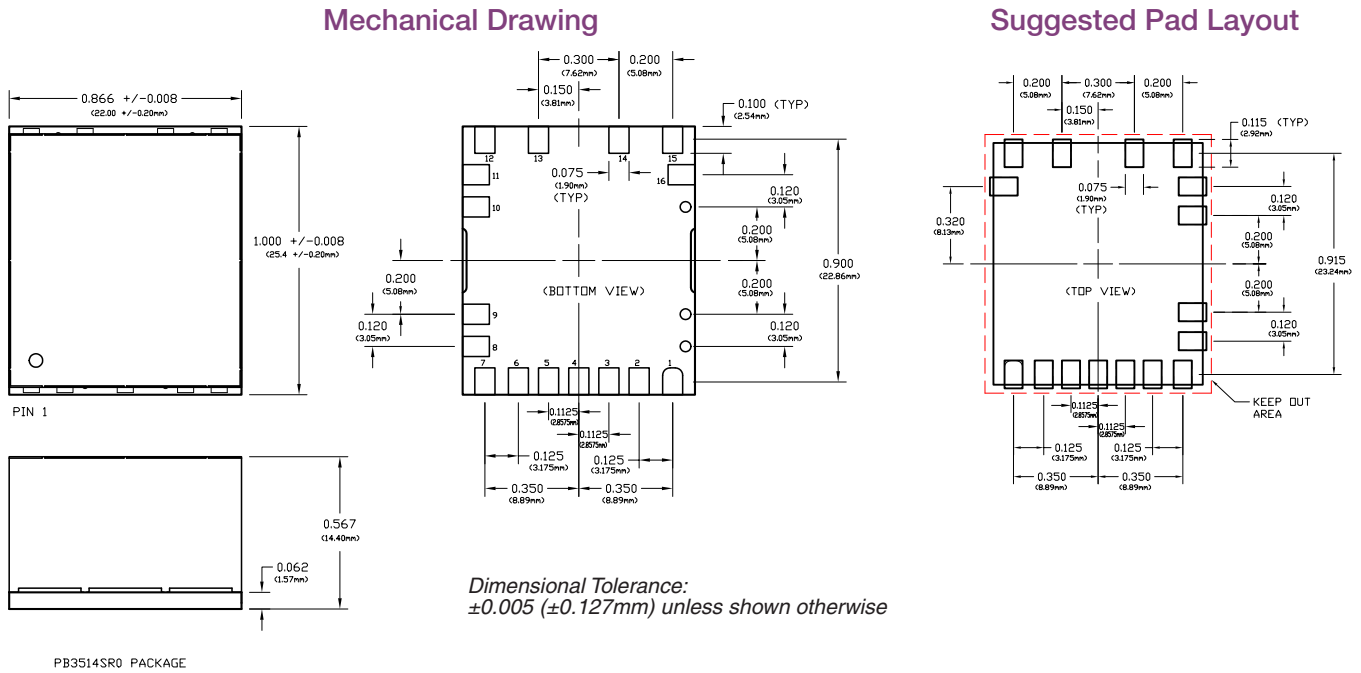 Mechanical Drawing
Suggested Pad Layout
0.866 +/-0.008
(22.00 +/-0.20mm)
1.000 +/-0.008
(25.4 +/-0.20mm)
PIN 1
0.567
(14.40mm)
0.062
(1.57mm)
PB3514SR0 PACKAGE
0.300
(7.62mm)
0.200
(5.08mm)
0.150
(3.81mm)
0.100 (TYP)
(2.54mm)
12
13
14
15
11
16
10
0.075
(1.90mm)
(TYP)
0.120
(3.05mm)
0.200
(5.08mm)
0.900
(22.86mm)
0.200
(5.08mm)
(BOTTOM VIEW)
0.200
(5.08mm)
9
0.120
(3.05mm)
0.120
(3.05mm)
8
7
6
5
4
3
2
1
0.1125
(2.8575mm)
0.1125
(2.8575mm)
0.125
(3.175mm)
0.125
(3.175mm)
0.350
(8.89mm)
0.350
(8.89mm)
Dimensional Tolerance:
±0.005 (±0.127mm) unless shown otherwise
0.200
(5.08mm)
0.300
(7.62mm)
0.200
(5.08mm)
0.150
(3.81mm)
0.115 (TYP)
(2.92mm)
0.075
(1.90mm)
(TYP)
0.120
(3.05mm)
0.320
(8.13mm)
0.200
(5.08mm)
0.915
(23.24mm)
(TOP VIEW)
0.200
(5.08mm)
0.120
(3.05mm)
KEEP OUT
AREA
0.1125
(2.8575mm)
0.1125
(2.8575mm)
0.125
(3.175mm)
0.125
(3.175mm)
0.350
(8.89mm)
0.350
(8.89mm)